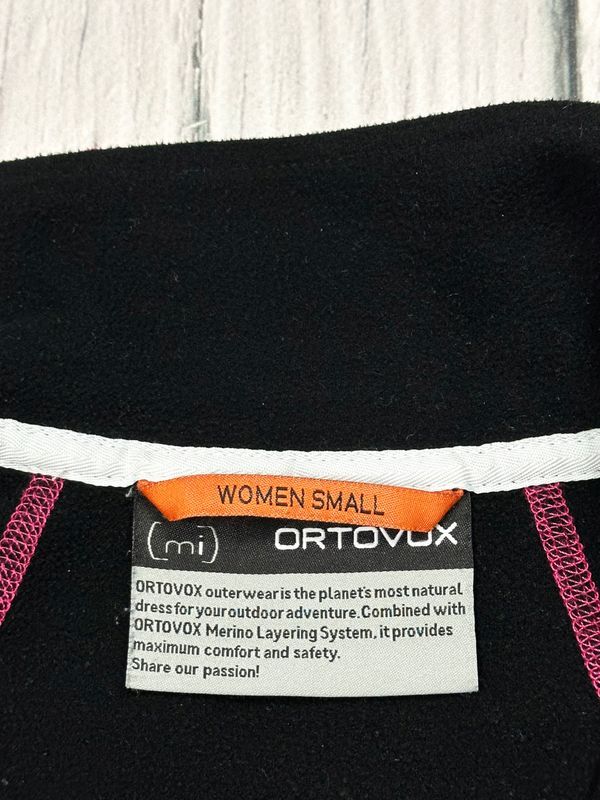 WOMEN SMALL
[mi] ORTOVOX
ORTOVOX outerwear is the planet's most natural
dress for your outdoor adventure. Combined with
ORTOVOX Merino Layering System, it provides
maximum comfort and safety.
Share our passion!